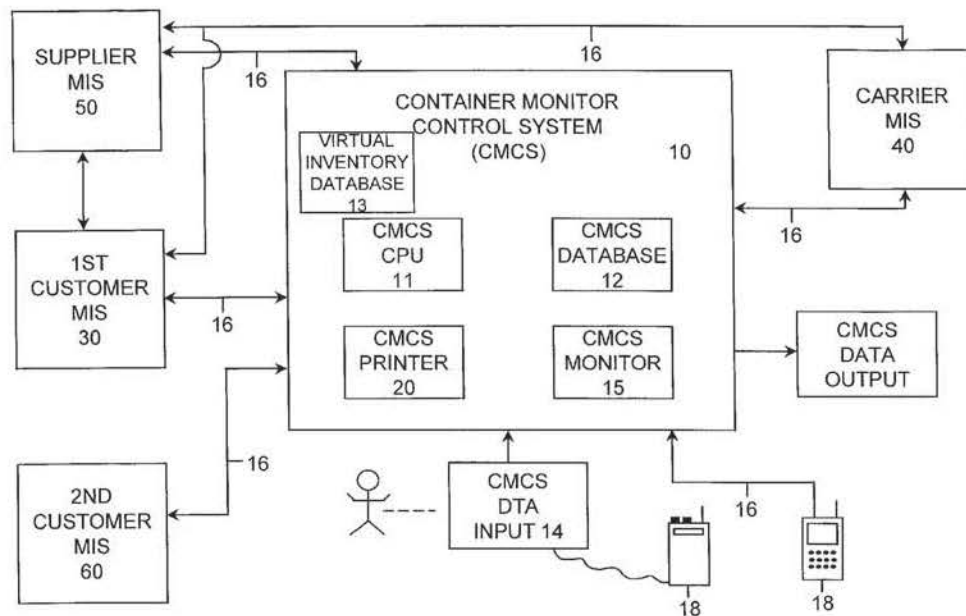 SUPPLIER
MIS
50
16
16
CONTAINER MONITOR
CONTROL SYSTEM
(CMCS)
10
CARRIER
MIS
40
VIRTUAL
INVENTORY
DATABASE
13
16
CMCS
CPU
11
CMCS
DATABASE
12
1ST
CUSTOMER
MIS
30
16
CMCS
PRINTER
20
CMCS
MONITOR
15
CMCS
DATA
OUTPUT
2ND
CUSTOMER
MIS
60
16
CMCS
DTA
INPUT 14
16
18
18